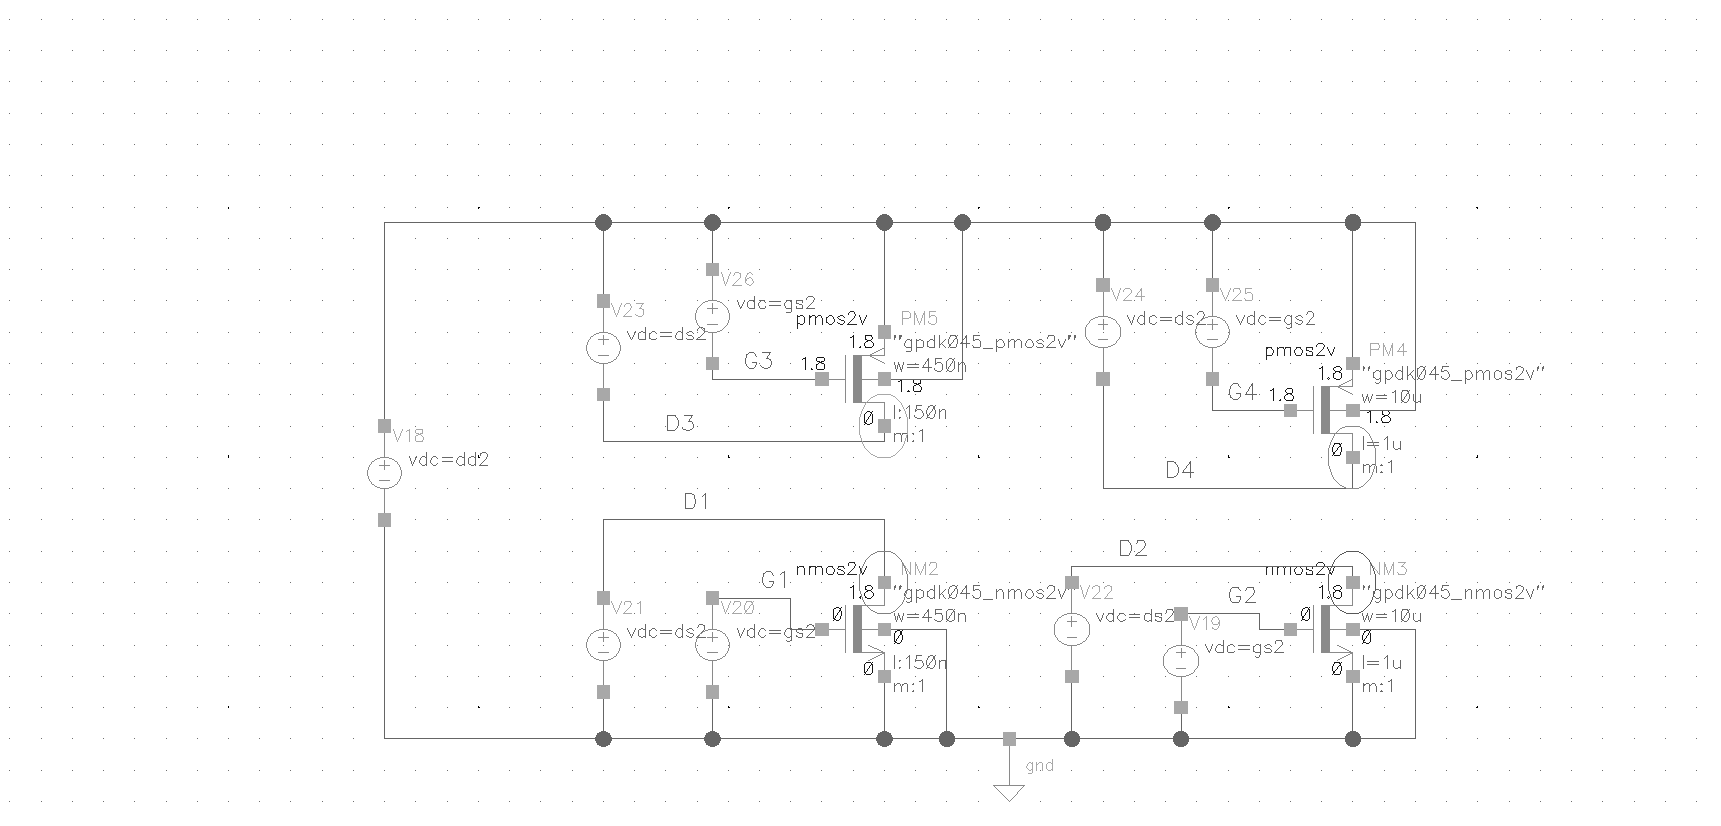 V26
vdc=gs2
V23
vdc=ds2
pmos2v
PM5
1.8
"gpdk045_pmos2v"
G3
1.8
w=450n
1.8
0
l:150n
m:1
D3
V24
vdc=ds2
V25
vdc=gs2
pmos2v
PM4
1.8
"gpdk045_pmos2v"
G4
1.8
w=10u
1.8
0
l=1u
m:1
D4
V18
vdc=dd2
D1
nmos2v
NM2
G1
1.8
"gpdk045_nmos2v"
V21
vdc=ds2
V20
vdc=gs2
0
w=450n
0
0
l:150n
m:1
D2
nmos2v
NM3
V22
vdc=ds2
G2
1.8
"gpdk045_nmos2v"
V19
vdc=gs2
0
w=10u
0
0
l=1u
m:1
gnd